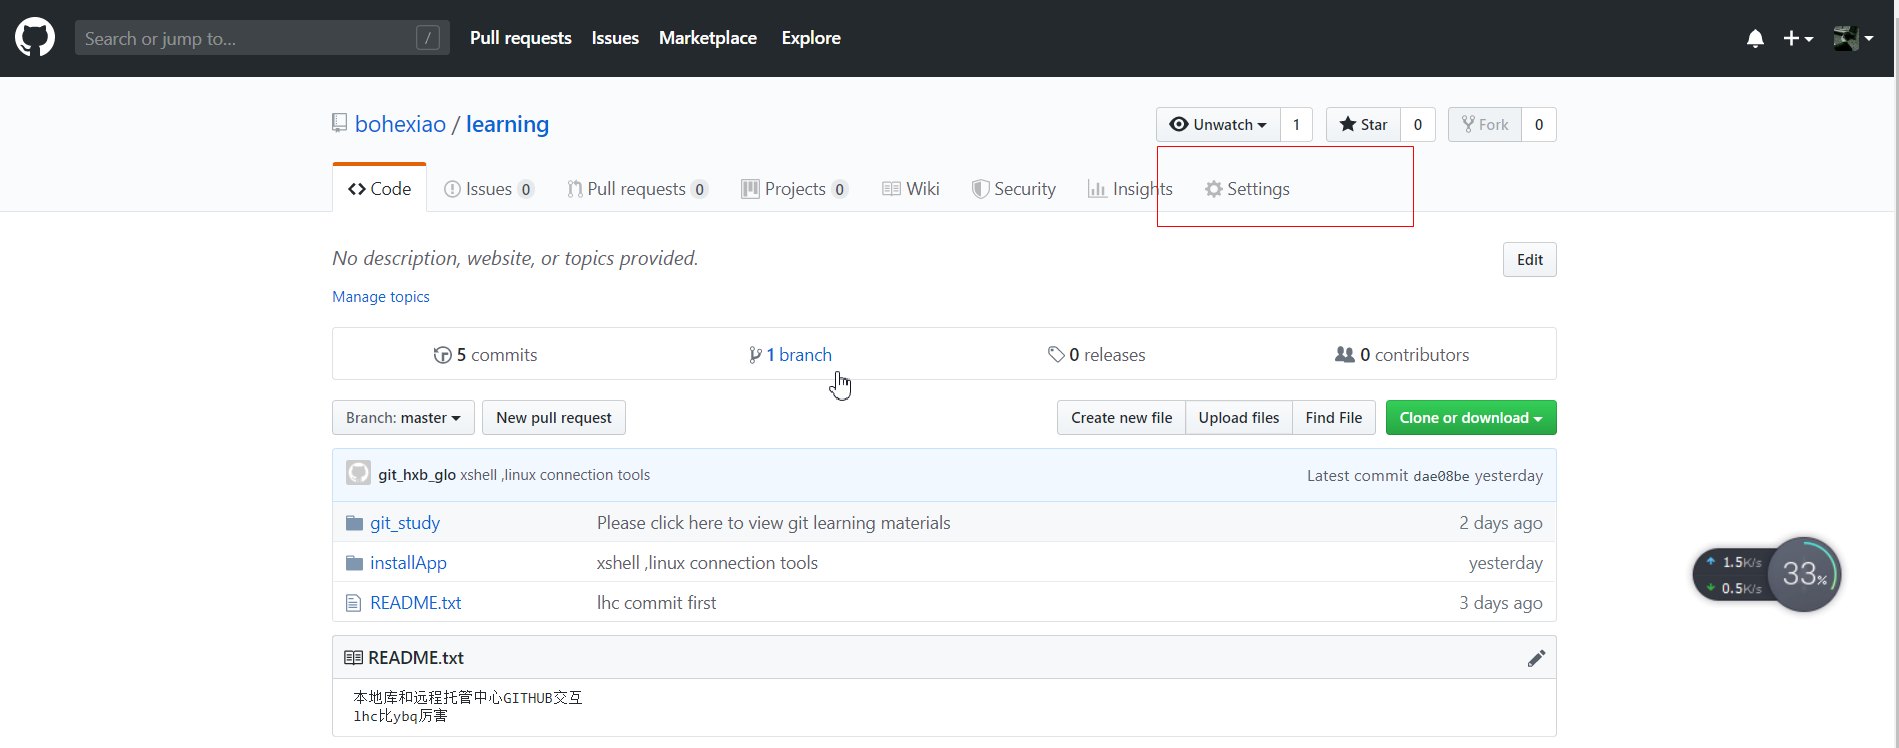 Search or jump to... / Pull requests Issues Marketplace Explore
bohexiao / learning Unwatch 1 Star 0 Fork 0
Code Issues 0 Pull requests 0 Projects 0 Wiki Security Insights Settings
No description, website, or topics provided. Edit
Manage topics
5 commits 1 branch 0 releases 0 contributors
Branch: master New pull request Create new file Upload files Find File Clone or download
git_hxb_glo xshell ,linux connection tools Latest commit dae08be yesterday
git_study Please click here to view git learning materials 2 days ago
installApp xshell ,linux connection tools yesterday
README.txt lhc commit first 3 days ago
1.5K/s
0.5K/s
33%
README.txt
本地库和远程托管中心GITHUB交互
lhc比ybq厉害